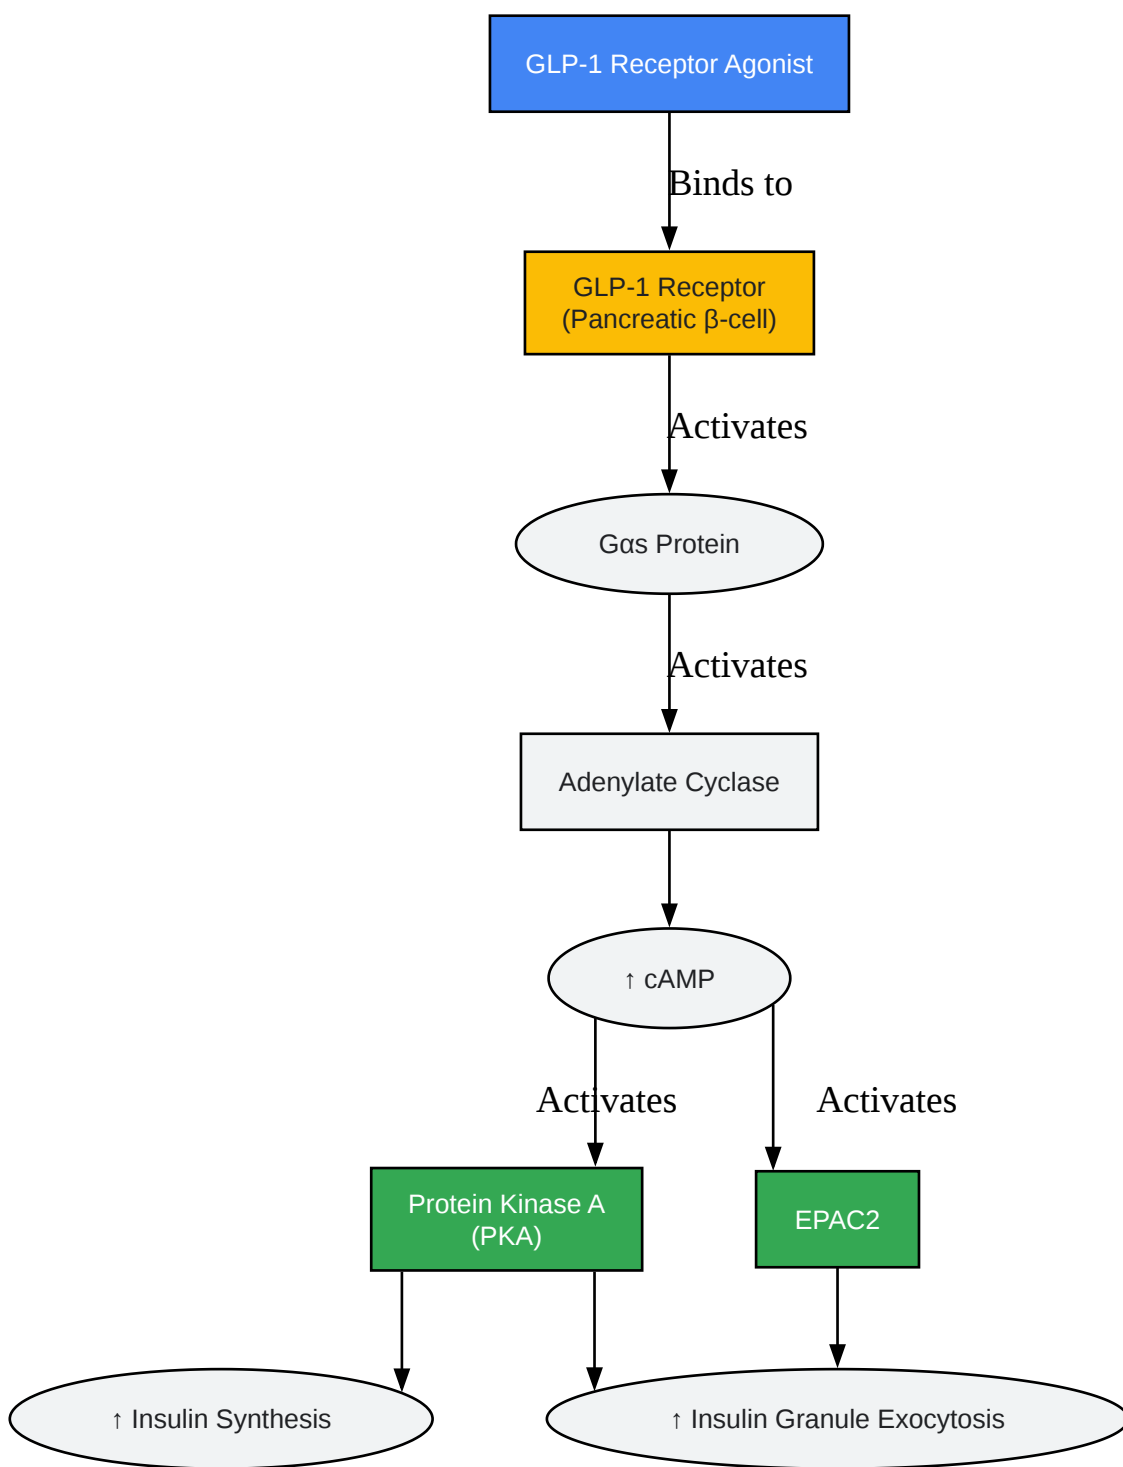 GLP-1 Receptor Agonist
Binds to
GLP-1 Receptor
(Pancreatic β-cell)
Activates
Gαs Protein
Activates
Adenylate Cyclase
↑ cAMP
Activates
Activates
Protein Kinase A
(PKA)
EPAC2
↑ Insulin Synthesis
↑ Insulin Granule Exocytosis